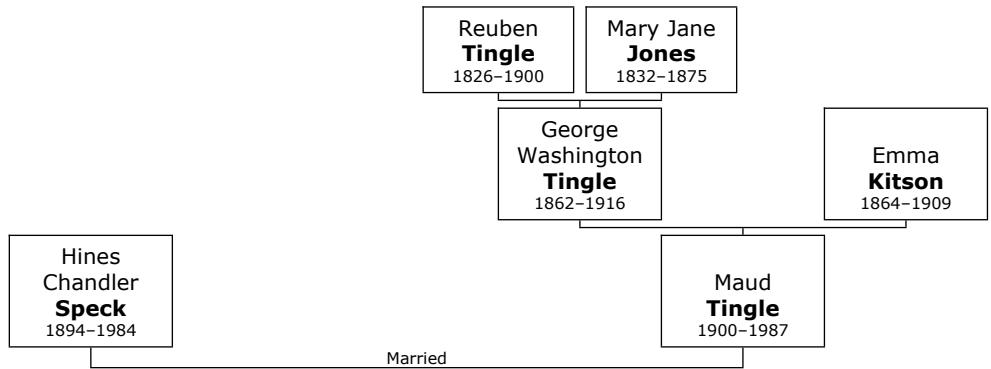 Reuben
Tingle
1826–1900
Mary Jane
Jones
1832–1875
George
Washington
Tingle
1862–1916
Emma
Kitson
1864–1909
Hines
Chandler
Speck
1894–1984
Maud
Tingle
1900–1987
Married